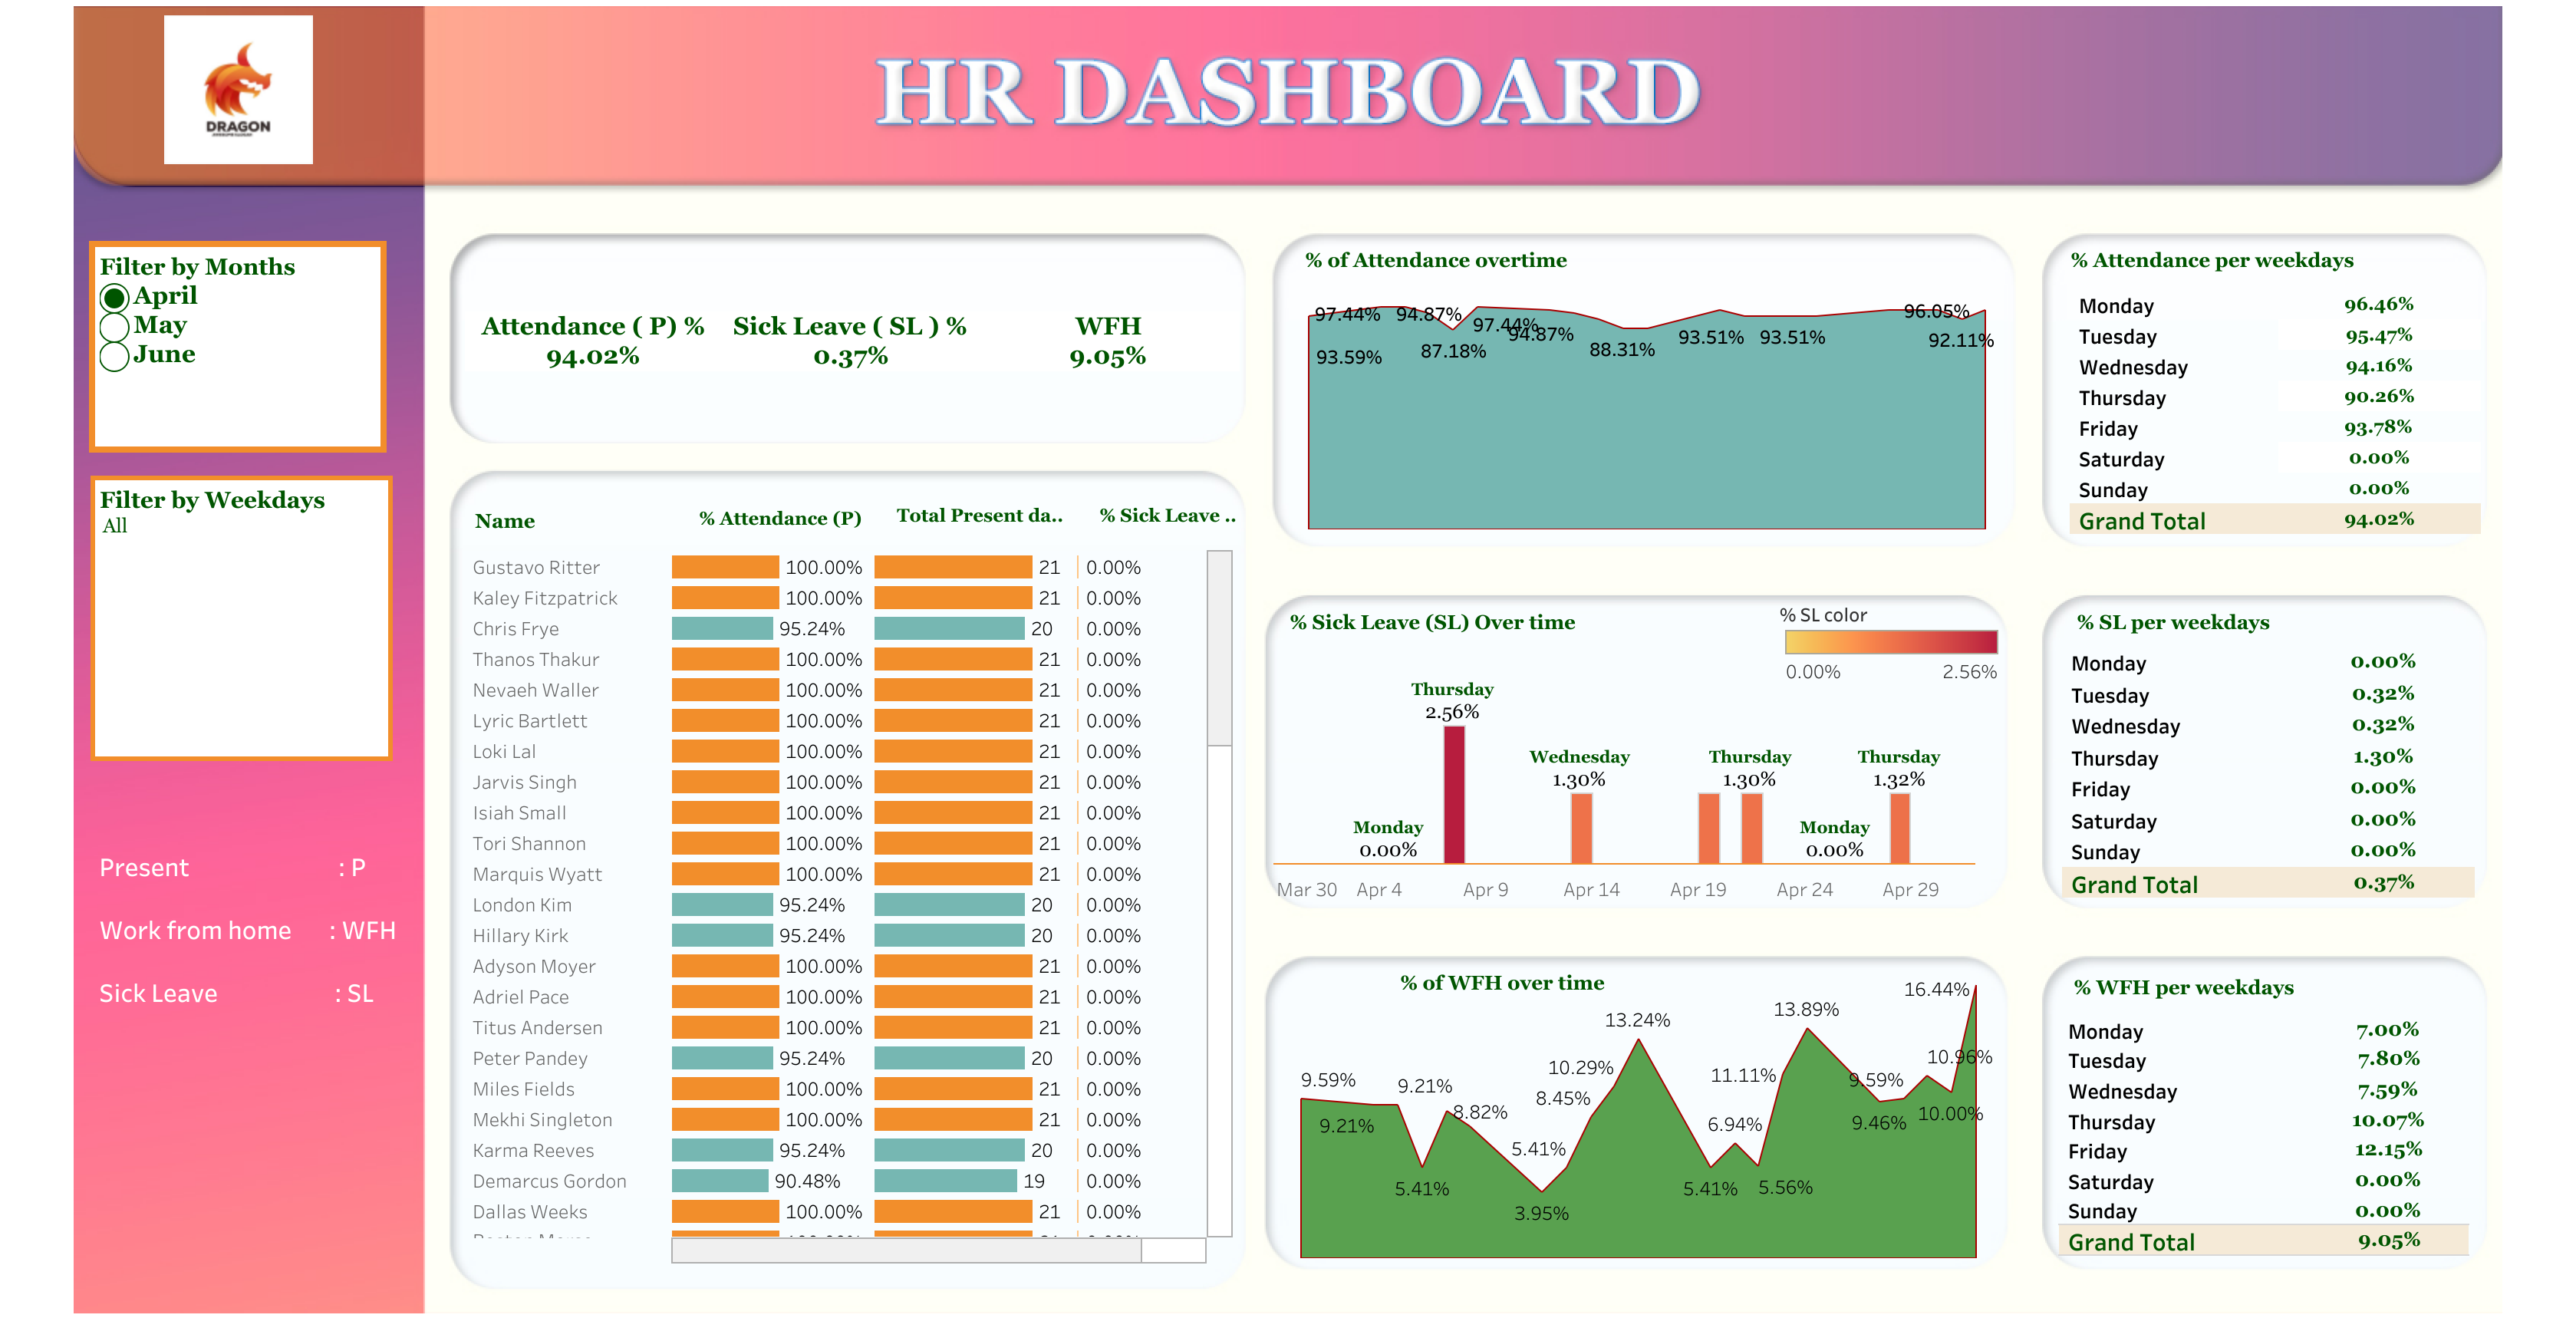 DRAGON
HR DASHBOARD
Filter by Months
April
May
June
Filter by Weekdays
All
Present : P
Work from home : WFH
Sick Leave : SL
Attendance ( P) % Sick Leave ( SL ) % WFH
94.02% 0.37% 9.05%
Name % Attendance (P) Total Present da.. % Sick Leave ..
Gustavo Ritter 100.00% 21 0.00%
Kaley Fitzpatrick 100.00% 21 0.00%
Chris Frye 95.24% 20 0.00%
Thanos Thakur 100.00% 21 0.00%
Nevaeh Waller 100.00% 21 0.00%
Lyric Bartlett 100.00% 21 0.00%
Loki Lal 100.00% 21 0.00%
Jarvis Singh 100.00% 21 0.00%
Isiah Small 100.00% 21 0.00%
Tori Shannon 100.00% 21 0.00%
Marquis Wyatt 100.00% 21 0.00%
London Kim 95.24% 20 0.00%
Hillary Kirk 95.24% 20 0.00%
Adyson Moyer 100.00% 21 0.00%
Adriel Pace 100.00% 21 0.00%
Titus Andersen 100.00% 21 0.00%
Peter Pandey 95.24% 20 0.00%
Miles Fields 100.00% 21 0.00%
Mekhi Singleton 100.00% 21 0.00%
Karma Reeves 95.24% 20 0.00%
Demarcus Gordon 90.48% 19 0.00%
Dallas Weeks 100.00% 21 0.00%
% of Attendance overtime
97.44% 94.87% 97.44% 94.87% 96.05%
93.59% 87.18% 88.31% 93.51% 93.51% 92.11%
% Sick Leave (SL) Over time
% SL color
0.00% 2.56%
Thursday
2.56%
Wednesday Thursday Thursday
1.30% 1.30% 1.32%
Monday Monday
0.00% 0.00%
Mar 30 Apr 4 Apr 9 Apr 14 Apr 19 Apr 24 Apr 29
% of WFH over time
16.44%
13.24% 13.89%
9.59% 9.21% 10.29% 11.11% 9.59% 10.96%
9.21% 8.82% 8.45% 6.94% 9.46% 10.00%
5.41% 5.41% 5.41% 5.56%
3.95%
% Attendance per weekdays
Monday 96.46%
Tuesday 95.47%
Wednesday 94.16%
Thursday 90.26%
Friday 93.78%
Saturday 0.00%
Sunday 0.00%
Grand Total 94.02%
% SL per weekdays
Monday 0.00%
Tuesday 0.32%
Wednesday 0.32%
Thursday 1.30%
Friday 0.00%
Saturday 0.00%
Sunday 0.00%
Grand Total 0.37%
% WFH per weekdays
Monday 7.00%
Tuesday 7.80%
Wednesday 7.59%
Thursday 10.07%
Friday 12.15%
Saturday 0.00%
Sunday 0.00%
Grand Total 9.05%